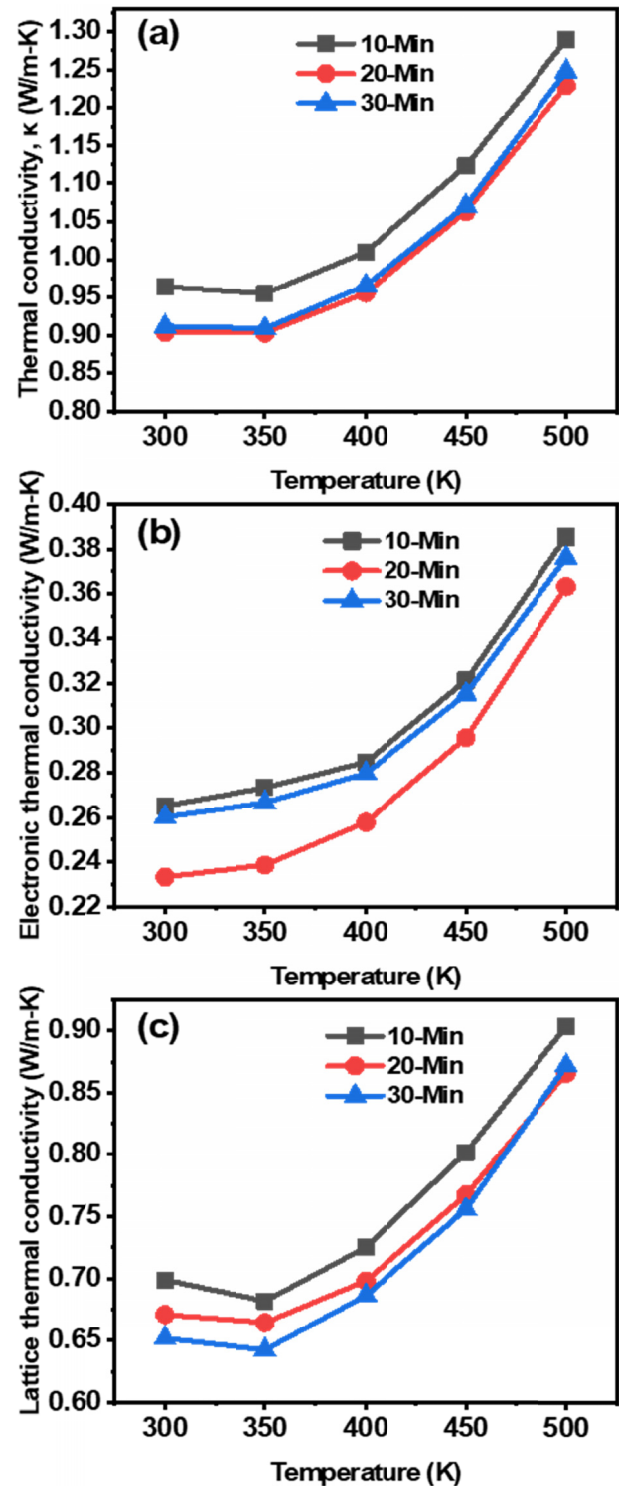 (a)
10-Min
20-Min
30-Min
Thermal conductivity, κ (W/m-K)
1.30
1.25
1.20
1.15
1.10
1.05
1.00
0.95
0.90
0.85
0.80
300 350 400 450 500
Temperature (K)
(b)
10-Min
20-Min
30-Min
Electronic thermal conductivity (W/m-K)
0.40
0.38
0.36
0.34
0.32
0.30
0.28
0.26
0.24
0.22
300 350 400 450 500
Temperature (K)
(c)
10-Min
20-Min
30-Min
Lattice thermal conductivity (W/m-K)
0.90
0.85
0.80
0.75
0.70
0.65
0.60
300 350 400 450 500
Temperature (K)